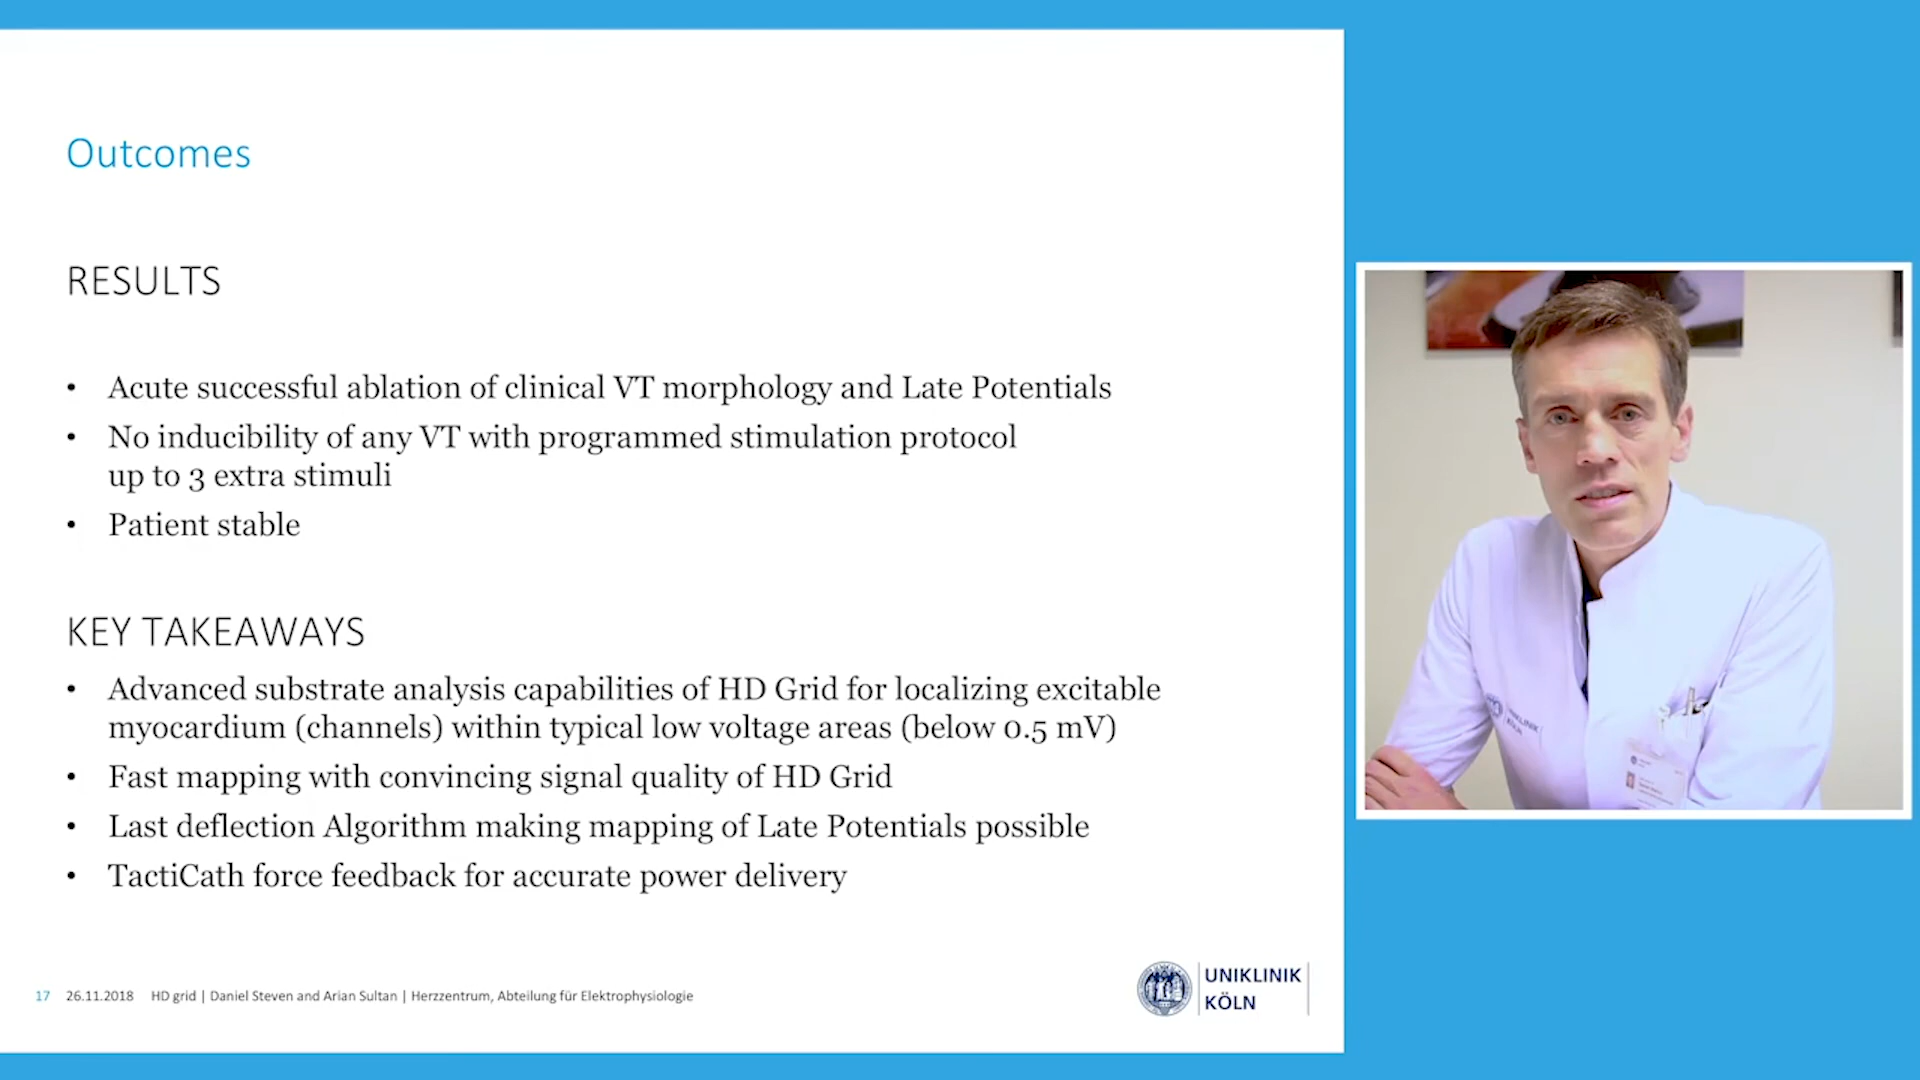 Outcomes
RESULTS
• Acute successful ablation of clinical VT morphology and Late Potentials
• No inducibility of any VT with programmed stimulation protocol
up to 3 extra stimuli
• Patient stable
KEY TAKEAWAYS
• Advanced substrate analysis capabilities of HD Grid for localizing excitable
myocardium (channels) within typical low voltage areas (below 0.5 mV)
• Fast mapping with convincing signal quality of HD Grid
• Last deflection Algorithm making mapping of Late Potentials possible
• TactiCath force feedback for accurate power delivery
17 26.11.2018 HD grid | Daniel Steven and Arian Sultan | Herzzentrum, Abteilung für Elektrophysiologie
UNIKLINIK
KÖLN
UNIKLINIK
KÖLN